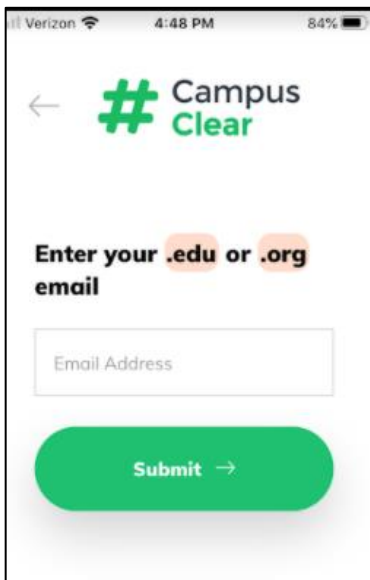 Verizon 4:48 PM 84%
# Campus
Clear
Enter your .edu or .org
email
Email Address
Submit →